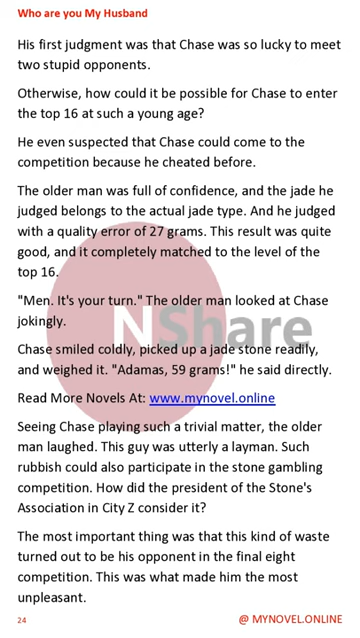 Who are you My Husband
His first judgment was that Chase was so lucky to meet
two stupid opponents.
Otherwise, how could it be possible for Chase to enter
the top 16 at such a young age?
He even suspected that Chase could come to the
competition because he cheated before.
The older man was full of confidence, and the jade he
judged belongs to the actual jade type. And he judged
with a quality error of 27 grams. This result was quite
good, and it completely matched to the level of the
top 16.
"Men. It's your turn." The older man looked at Chase
jokingly.
NShare
Chase smiled coldly, picked up a jade stone readily,
and weighed it. "Adamas, 59 grams!" he said directly.
Read More Novels At: www.mynovel.online
Seeing Chase playing such a trivial matter, the older
man laughed. This guy was utterly a layman. Such
rubbish could also participate in the stone gambling
competition. How did the president of the Stone's
Association in City Z consider it?
The most important thing was that this kind of waste
turned out to be his opponent in the final eight
competition. This was what made him the most
unpleasant.
24 @ MYNOVEL.ONLINE